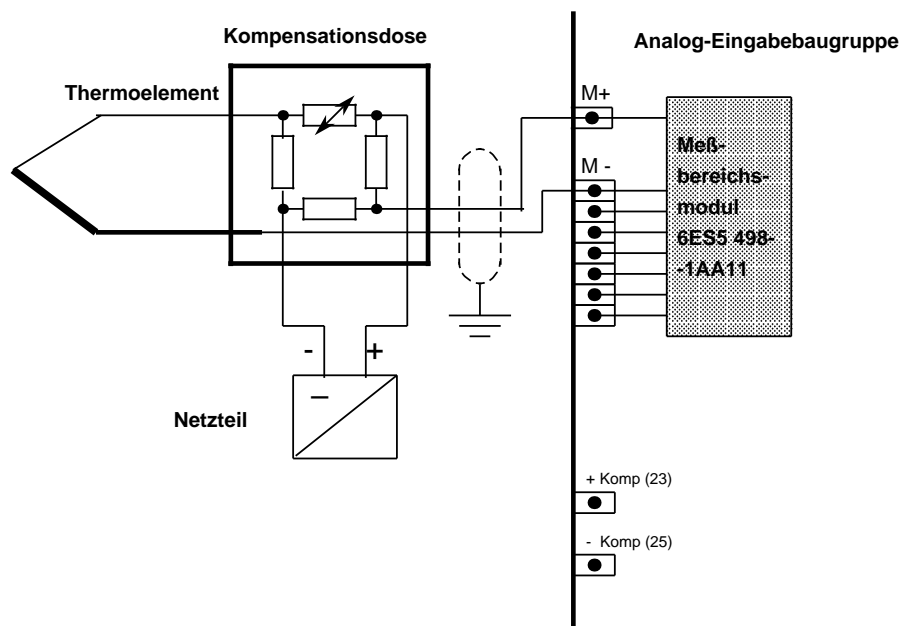 Kompensationsdose
Analog-Eingabebaugruppe
Thermoelement
M+
M -
Meß-
bereichs-
modul
6ES5 498-
-1AA11
- +
–
Netzteil
+ Komp (23)
- Komp (25)